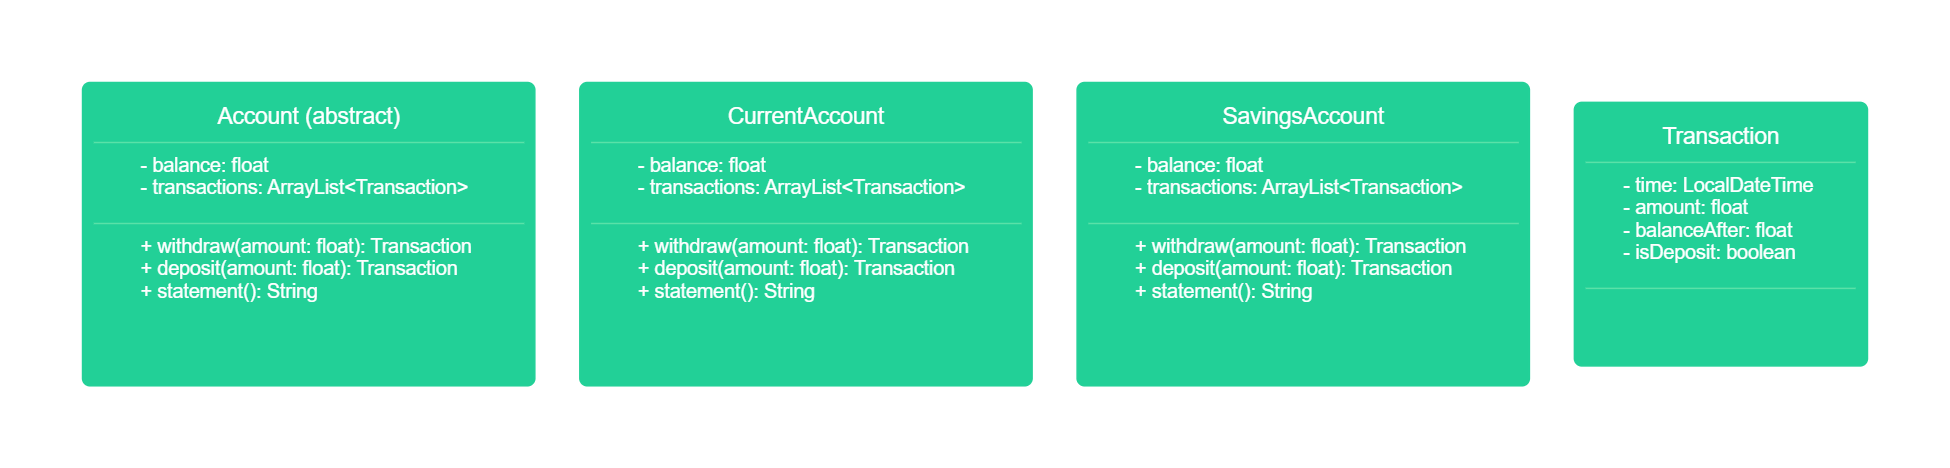 Account (abstract)
- balance: float
- transactions: ArrayList<Transaction>
+ withdraw(amount: float): Transaction
+ deposit(amount: float): Transaction
+ statement(): String
CurrentAccount
- balance: float
- transactions: ArrayList<Transaction>
+ withdraw(amount: float): Transaction
+ deposit(amount: float): Transaction
+ statement(): String
SavingsAccount
- balance: float
- transactions: ArrayList<Transaction>
+ withdraw(amount: float): Transaction
+ deposit(amount: float): Transaction
+ statement(): String
Transaction
- time: LocalDateTime
- amount: float
- balanceAfter: float
- isDeposit: boolean